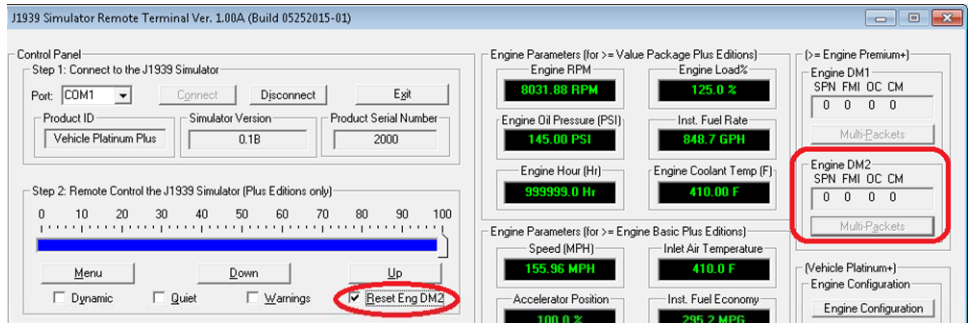 J1939 Simulator Remote Terminal Ver. 1.00A (Build 05252015-01)
Control Panel
Step 1: Connect to the J1939 Simulator
Port: COM1 Connect Disconnect Exit
Product ID Simulator Version Product Serial Number
Vehicle Platinum Plus 0.1B 2000
Step 2: Remote Control the J1939 Simulator (Plus Editions only)
0 10 20 30 40 50 60 70 80 90 100
Menu Down Up
Dynamic Quiet Warnings Reset Eng DM2
Engine Parameters (for >= Value Package Plus Editions)
Engine RPM Engine Load%
8031.88 RPM 125.0 %
Engine Oil Pressure (PSI) Inst. Fuel Rate
145.00 PSI 848.7 GPH
Engine Hour (Hr) Engine Coolant Temp (F)
999999.0 Hr 410.00 F
Engine Parameters (for >= Engine Basic Plus Editions)
Speed (MPH) Inlet Air Temperature
155.96 MPH 410.0 F
Accelerator Position Inst. Fuel Economy
100.0 % 295.2 MPG
(>= Engine Premium+)
Engine DM1
SPN FMI OC CM
0 0 0 0
Multi-Packets
Engine DM2
SPN FMI OC CM
0 0 0 0
Multi-Packets
(Vehicle Platinum+)
Engine Configuration
Engine Configuration